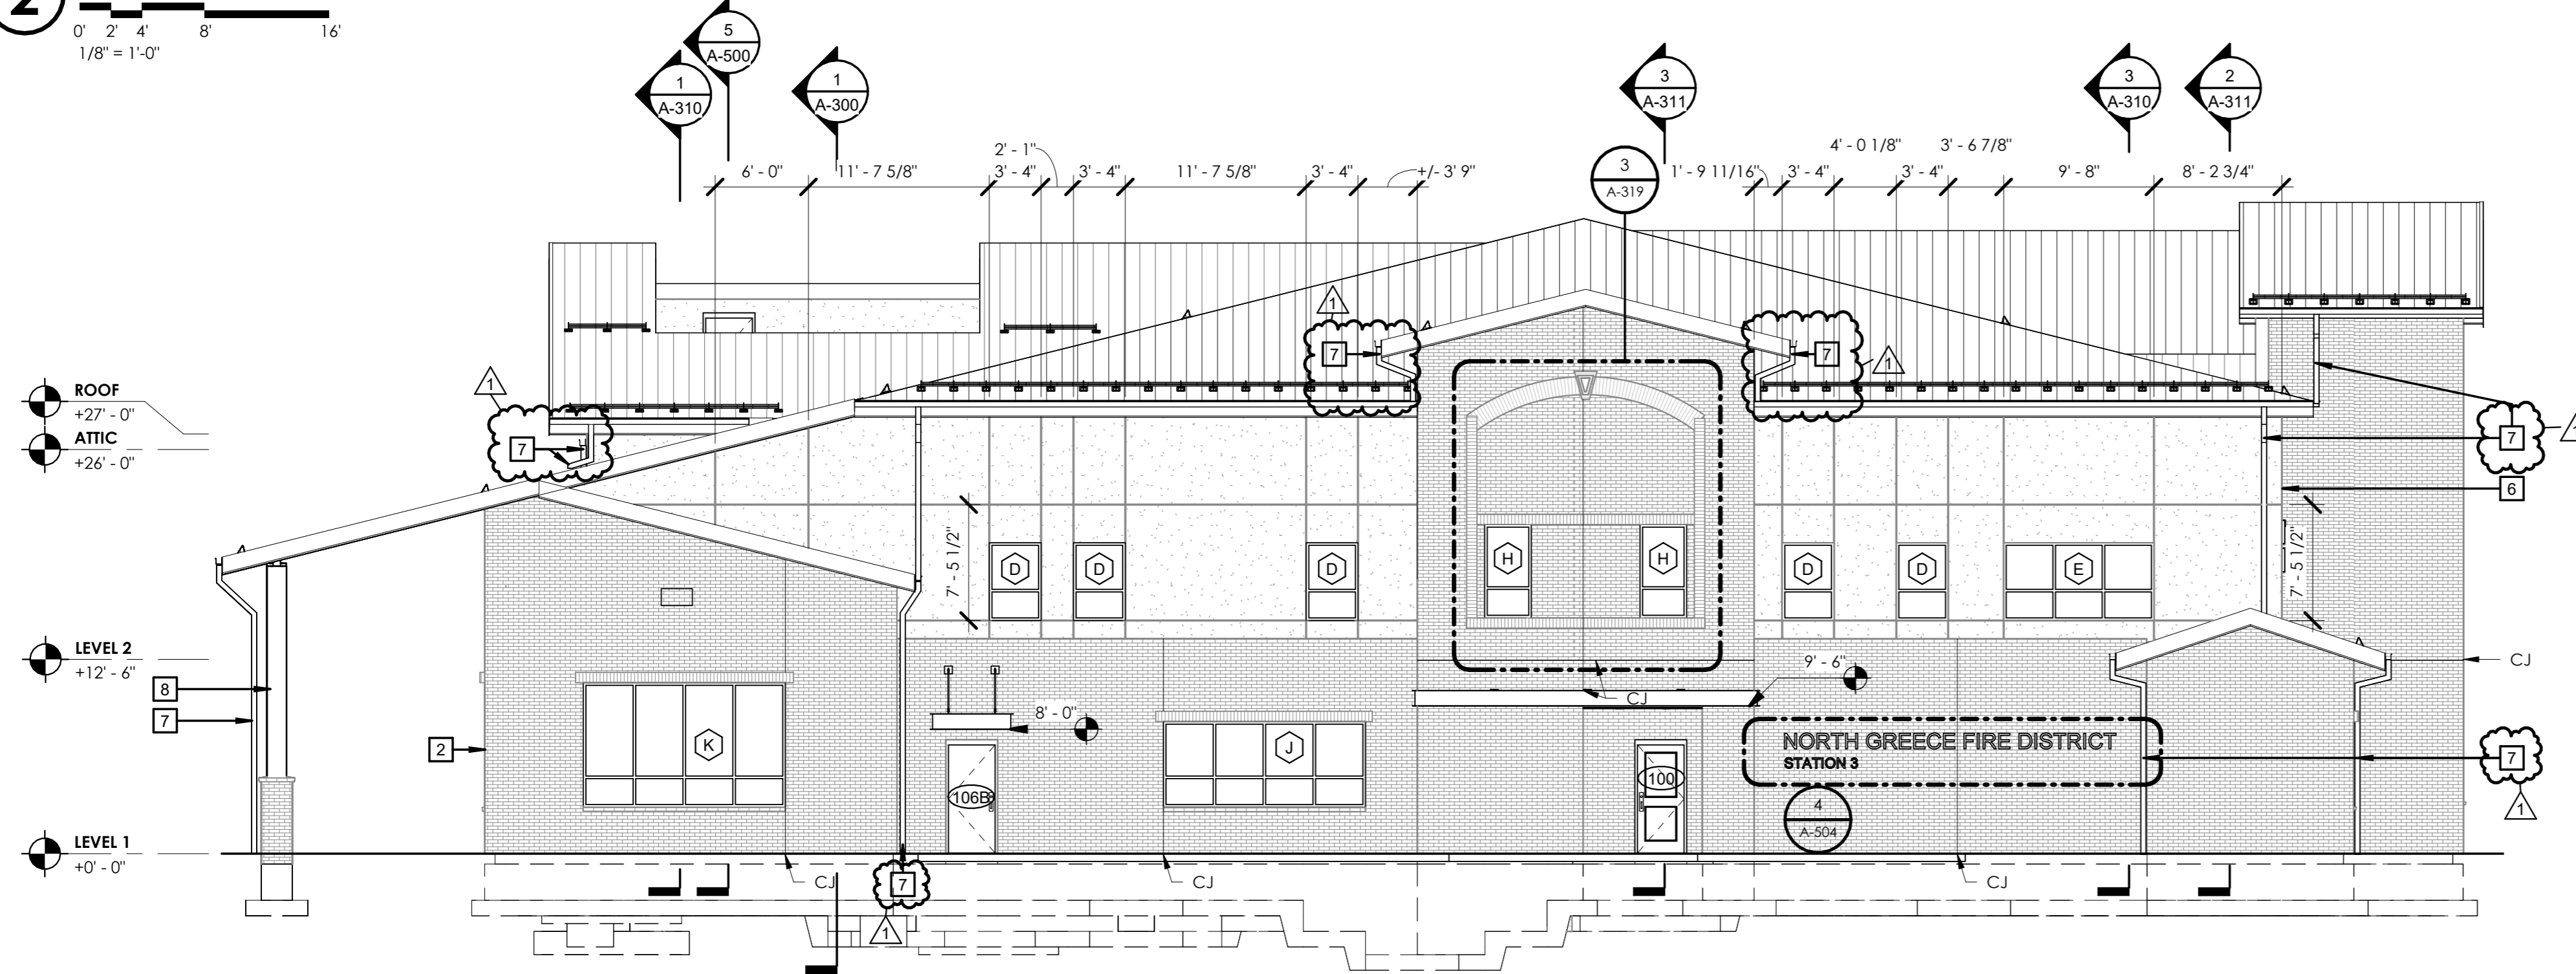 2
0' 2' 4' 8' 16'
1/8" = 1'-0"
5
A-500
1
A-310
1
A-300
3
A-311
3
A-310
2
A-311
3
A-319
6' - 0"
11' - 7 5/8"
3' - 4"
2' - 1"
3' - 4"
11' - 7 5/8"
3' - 4"
+/- 3' 9"
1' - 9 11/16"
3' - 4"
4' - 0 1/8"
3' - 4"
3' - 6 7/8"
9' - 8"
8' - 2 3/4"
ROOF
+27' - 0"
ATTIC
+26' - 0"
LEVEL 2
+12' - 6"
LEVEL 1
+0' - 0"
1
7
1
7
7
1
7
6
7' - 5 1/2"
D
D
D
H
H
D
D
E
7' - 5 1/2"
8
7
2
K
8' - 0"
J
CJ
9' - 6"
CJ
106B
100
NORTH GREECE FIRE DISTRICT
STATION 3
4
A-504
7
1
CJ
7
1
CJ
CJ